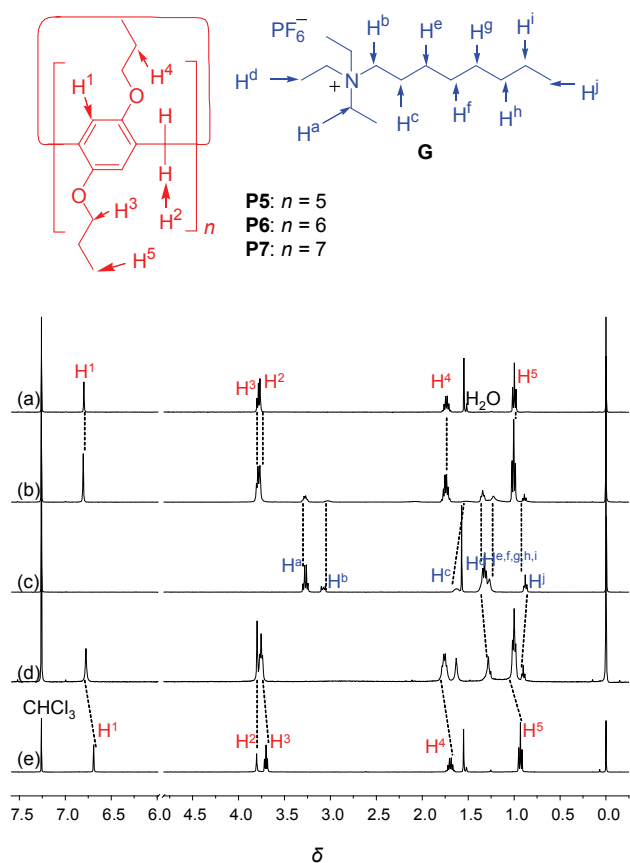 PF6−
Hb
He
Hg
Hi
H4
H1
O
H
N
+
Hd
Hj
Ha
Hc
Hf
Hh
H
G
O
H3
H2
n
H5
P5: n = 5
P6: n = 6
P7: n = 7
H1
H3
H2
H4
H5
H2O
(a)
(b)
Ha
Hb
Hc
He,f,g,h,i
Hj
(c)
(d)
CHCl3
H1
H2
H3
H4
H5
(e)
7.5 7.0 6.5 6.0 4.0 3.5 3.0 2.5 2.0 1.5 1.0 0.5 0.0
δ